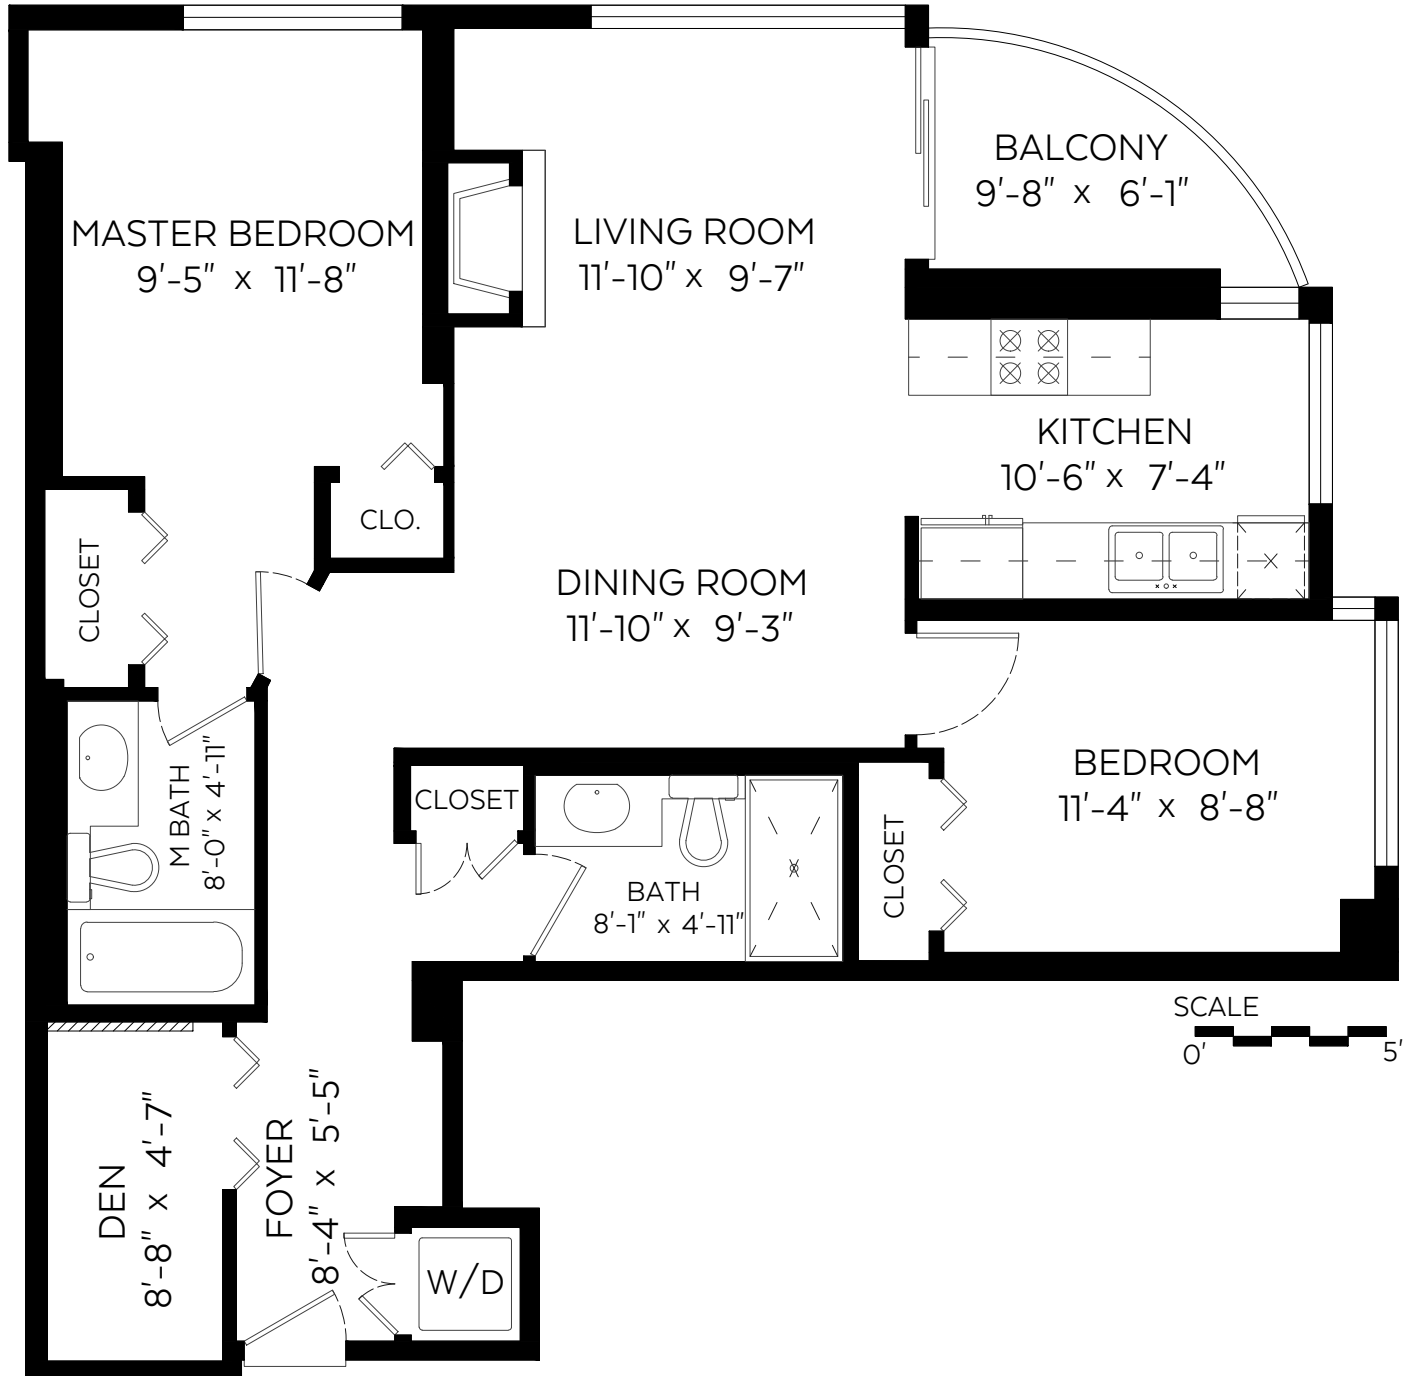 BALCONY
9'-8" x 6'-1"
MASTER BEDROOM
9'-5" x 11'-8"
LIVING ROOM
11'-10" x 9'-7"
KITCHEN
10'-6" x 7'-4"
CLO.
CLOSET
DINING ROOM
11'-10" x 9'-3"
M BATH
8'-0" x 4'-11"
CLOSET
BATH
8'-1" x 4'-11"
CLOSET
BEDROOM
11'-4" x 8'-8"
SCALE
0' 5'
DEN
8'-8" x 4'-7"
FOYER
8'-4" x 5'-5"
W/D